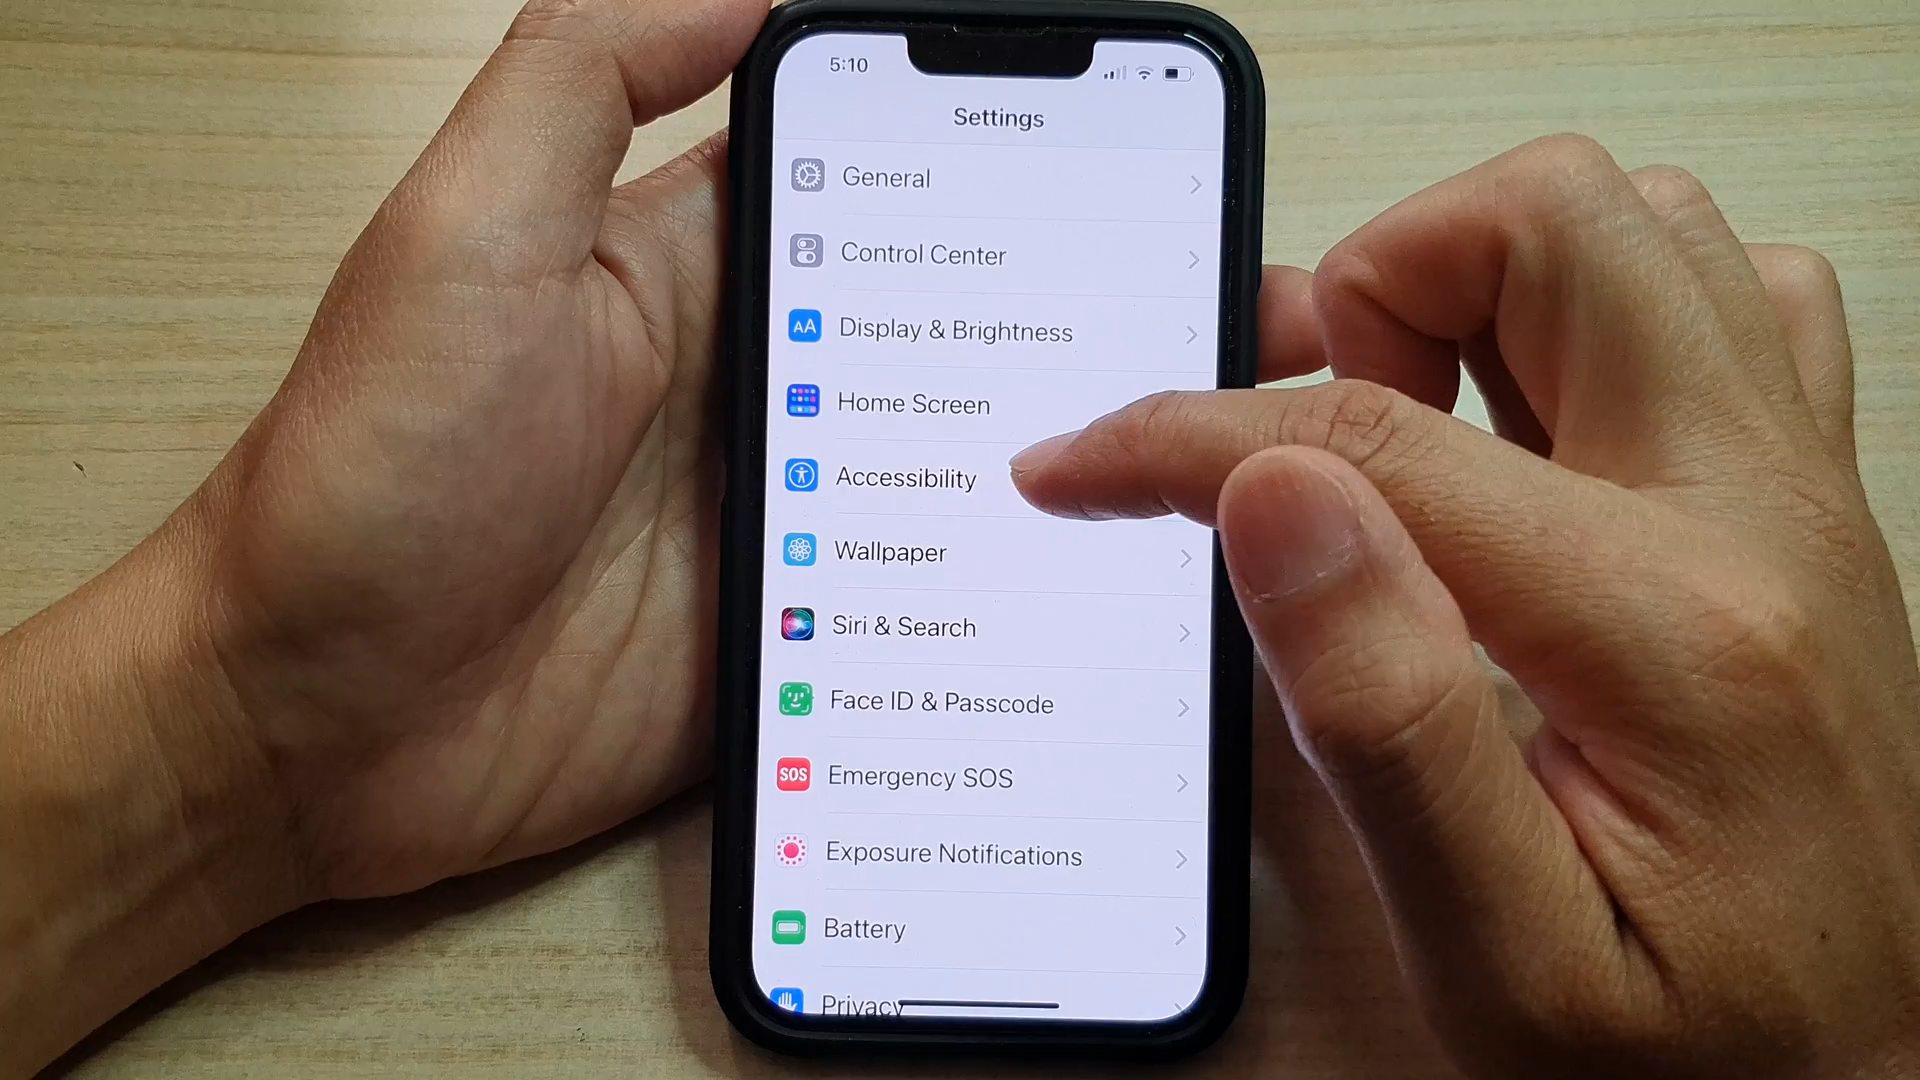 5:10
Settings
General
Control Center
AA Display & Brightness
Home Screen
Accessibility
Wallpaper
Siri & Search
Face ID & Passcode
SOS Emergency SOS
Exposure Notifications
Battery
Privacy